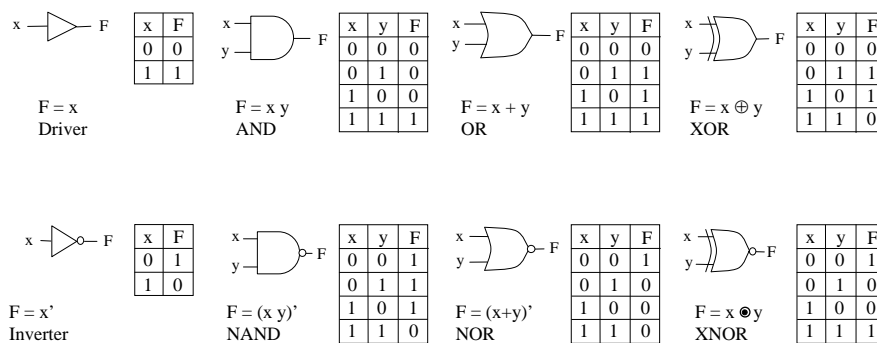 x F
x F
0 0
1 1
F = x
Driver
x
y
F
x y F
0 0 0
0 1 0
1 0 0
1 1 1
F = x y
AND
x
y
F
x y F
0 0 0
0 1 1
1 0 1
1 1 1
F = x + y
OR
x
y
F
x y F
0 0 0
0 1 1
1 0 1
1 1 0
F = x ⊕ y
XOR
x F
x F
0 1
1 0
F = x’
Inverter
x
y
F
x y F
0 0 1
0 1 1
1 0 1
1 1 0
F = (x y)’
NAND
x
y
F
x y F
0 0 1
0 1 0
1 0 0
1 1 0
F = (x+y)’
NOR
x
y
F
x y F
0 0 1
0 1 0
1 0 0
1 1 1
F = x ⊙ y
XNOR